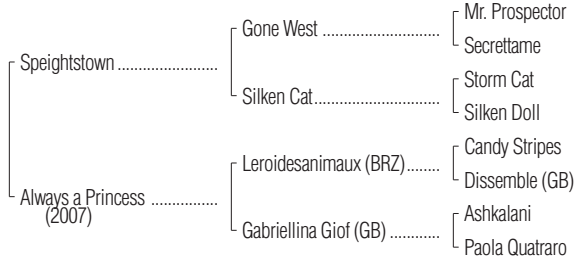 Mr. Prospector
Gone West ........................
Secrettame
Speightstown ........................
Storm Cat
Silken Cat..............................
Silken Doll
Candy Stripes
Leroidesanimaux (BRZ)........
Dissemble (GB)
Always a Princess ................
(2007)
Ashkalani
Gabriellina Giof (GB) ............
Paola Quatraro